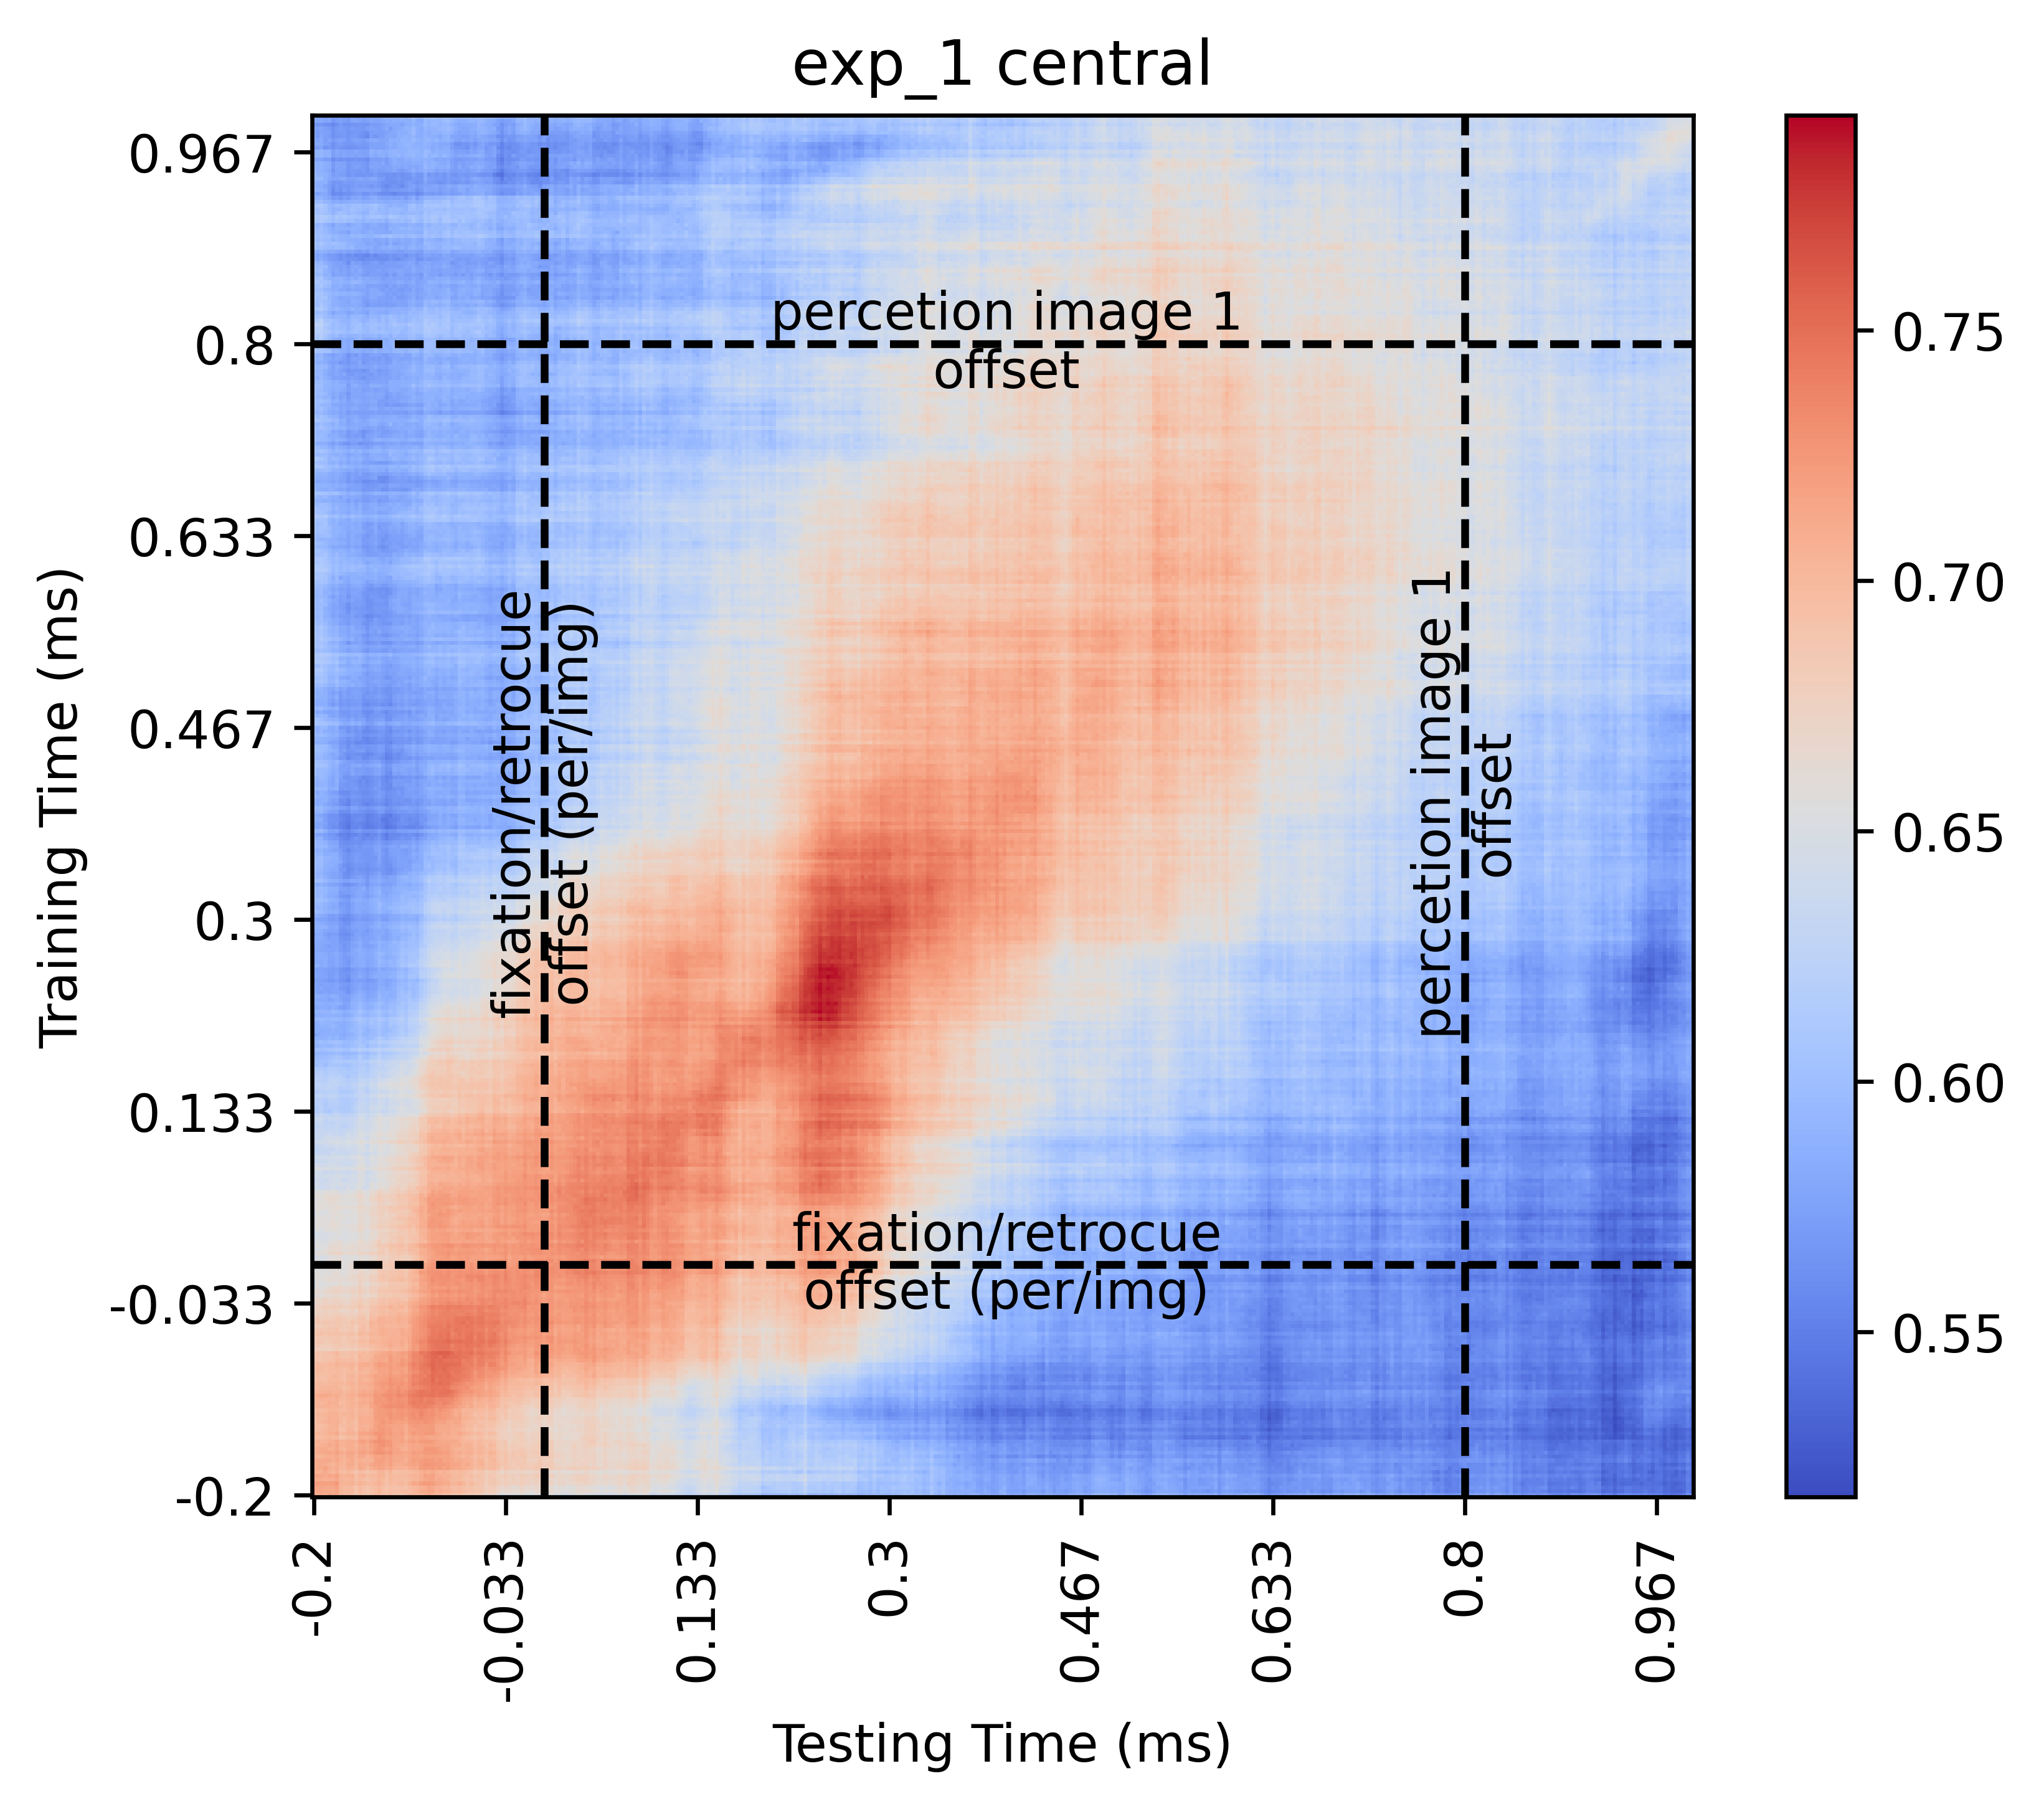 exp_1 central
0.967
0.8
0.633
0.467
0.3
0.133
-0.033
-0.2
Training Time (ms)
percetion image 1
offset
fixation/retrocue
offset (per/img)
percetion image 1
offset
fixation/retrocue
offset (per/img)
-0.2
-0.033
0.133
0.3
0.467
0.633
0.8
0.967
Testing Time (ms)
0.75
0.70
0.65
0.60
0.55